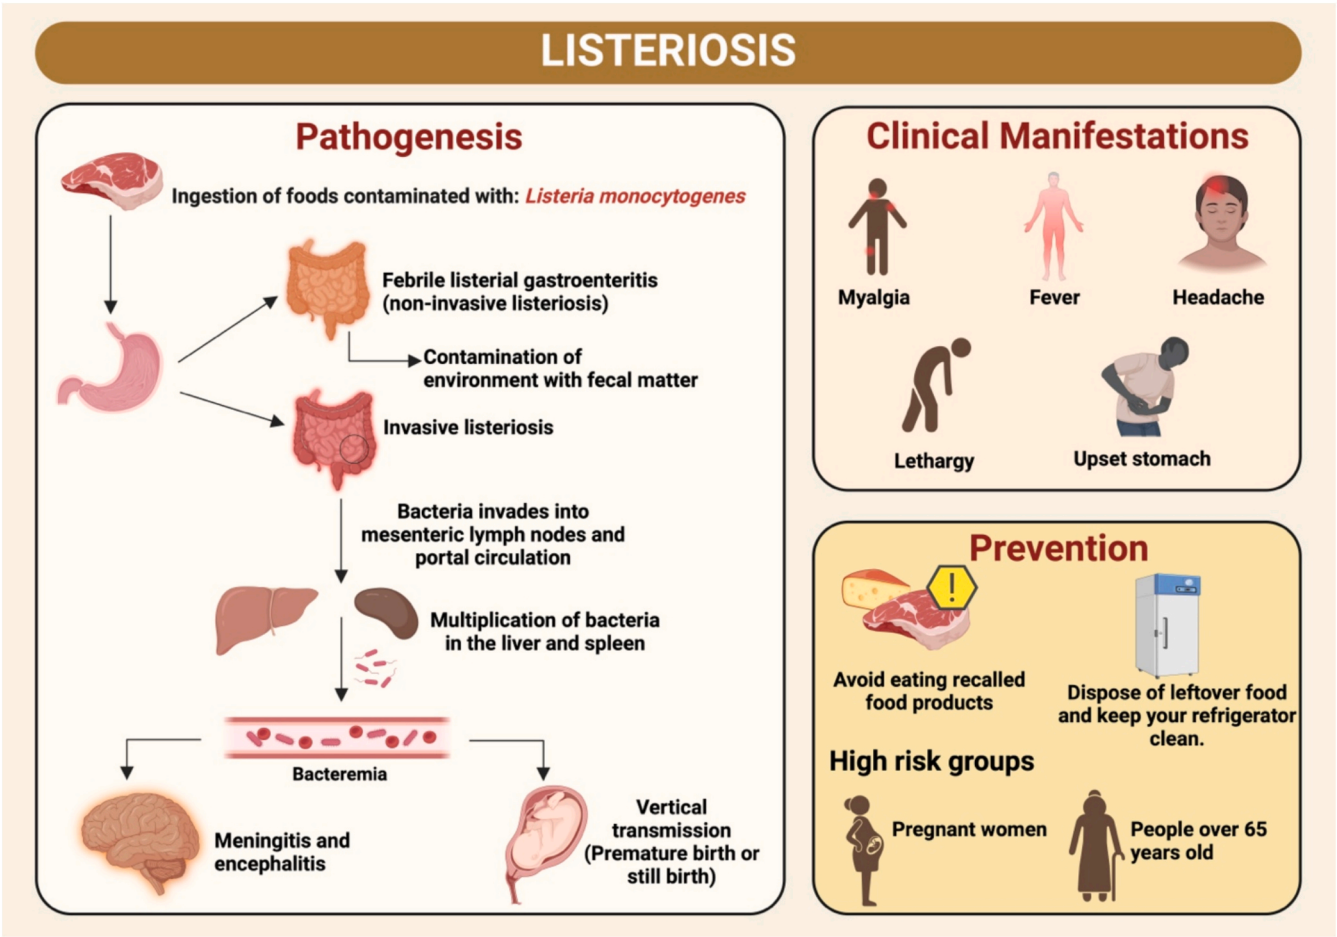 LISTERIOSIS
Pathogenesis
Ingestion of foods contaminated with: Listeria monocytogenes
Febrile listerial gastroenteritis
(non-invasive listeriosis)
Contamination of
environment with fecal matter
Invasive listeriosis
Bacteria invades into
mesenteric lymph nodes and
portal circulation
Multiplication of bacteria
in the liver and spleen
Bacteremia
Meningitis and
encephalitis
Vertical
transmission
(Premature birth or
still birth)
Clinical Manifestations
Myalgia
Fever
Headache
Lethargy
Upset stomach
Prevention
!
Avoid eating recalled
food products
Dispose of leftover food
and keep your refrigerator
clean.
High risk groups
Pregnant women
People over 65
years old